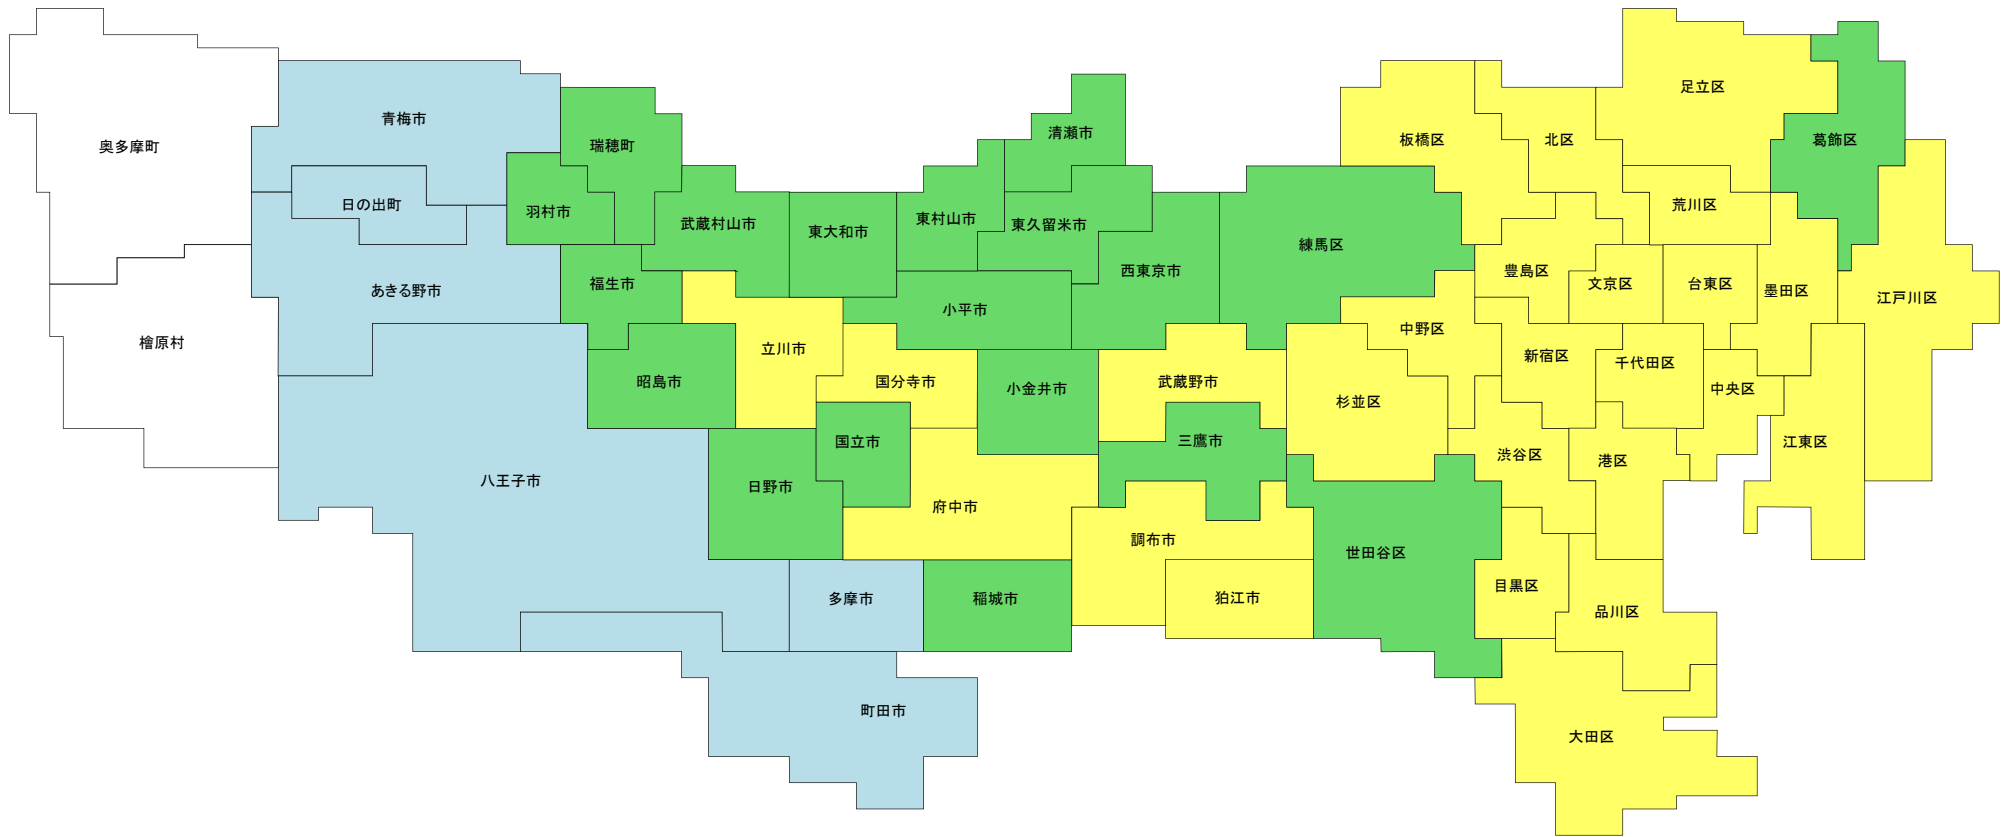 足立区
青梅市
板橋区
北区
葛飾区
清瀬市
奥多摩町
瑞穂町
日の出町
羽村市
荒川区
武蔵村山市
東大和市
東村山市
東久留米市
練馬区
あきる野市
福生市
西東京市
豊島区
文京区
台東区
墨田区
江戸川区
小平市
中野区
檜原村
立川市
新宿区
千代田区
昭島市
国分寺市
小金井市
武蔵野市
中央区
杉並区
国立市
三鷹市
江東区
渋谷区
港区
八王子市
日野市
府中市
調布市
世田谷区
目黒区
多摩市
稲城市
狛江市
品川区
町田市
大田区